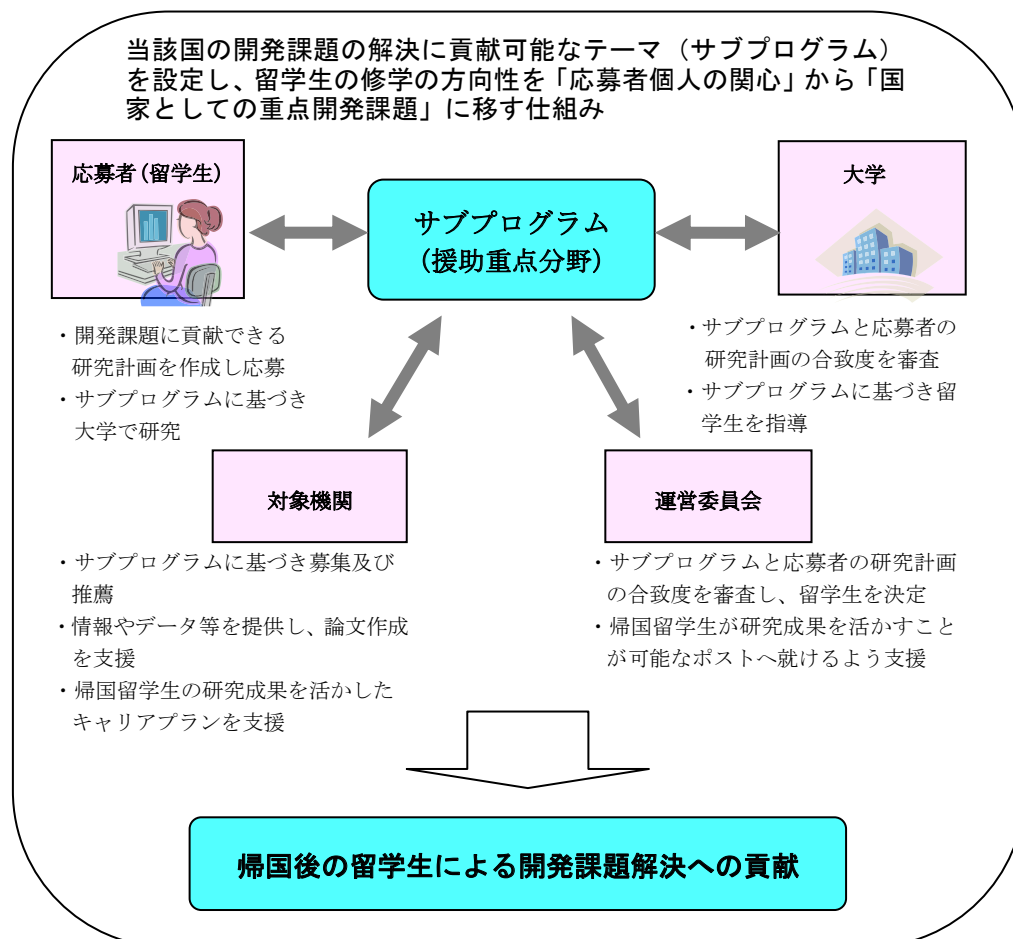 当該国の開発課題の解決に貢献可能なテーマ（サブプログラム）
を設定し、留学生の修学の方向性を「応募者個人の関心」から「国
家としての重点開発課題」に移す仕組み
応募者（留学生）
サブプログラム
（援助重点分野）
大学
・開発課題に貢献できる
研究計画を作成し応募
・サブプログラムに基づき
大学で研究
・サブプログラムと応募者の
研究計画の合致度を審査
・サブプログラムに基づき留
学生を指導
対象機関
・サブプログラムに基づき募集及び
推薦
・情報やデータ等を提供し、論文作成
を支援
・帰国留学生の研究成果を活かした
キャリアプランを支援
運営委員会
・サブプログラムと応募者の研究計画
の合致度を審査し、留学生を決定
・帰国留学生が研究成果を活かすこと
が可能なポストへ就けるよう支援
帰国後の留学生による開発課題解決への貢献